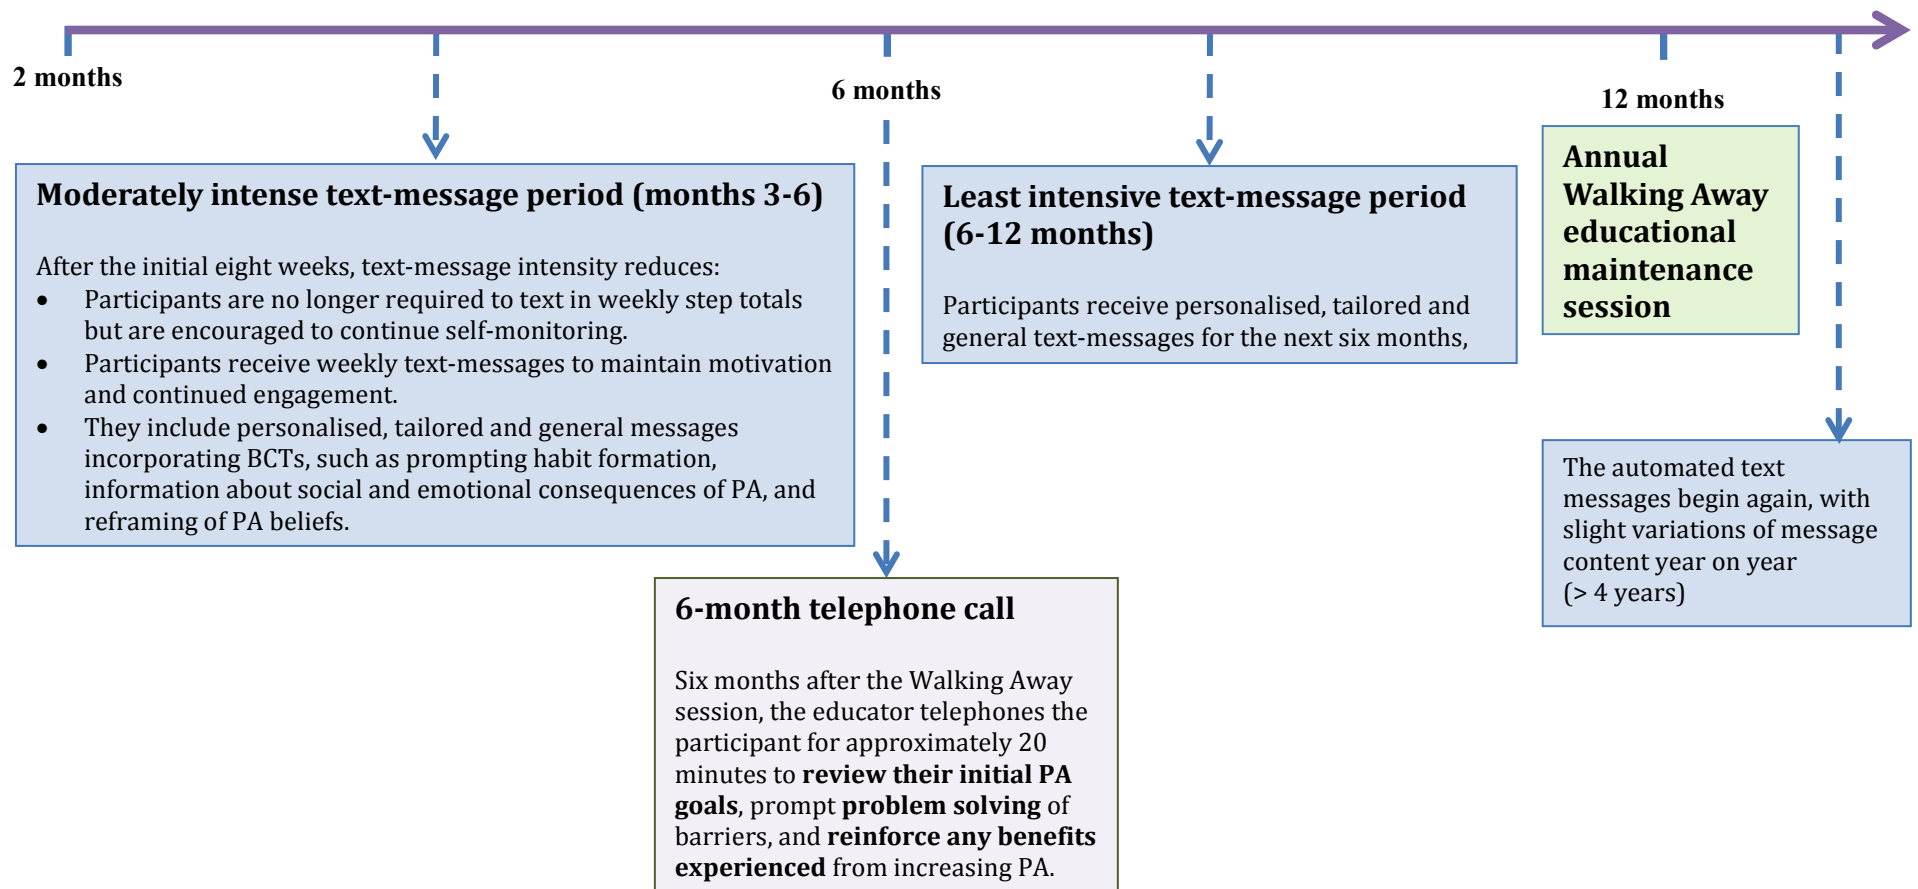 2 months
6 months
12 months
Moderately intense text-message period (months 3-6)
After the initial eight weeks, text-message intensity reduces:
• Participants are no longer required to text in weekly step totals
but are encouraged to continue self-monitoring.
• Participants receive weekly text-messages to maintain motivation
and continued engagement.
• They include personalised, tailored and general messages
incorporating BCTs, such as prompting habit formation,
information about social and emotional consequences of PA, and
reframing of PA beliefs.
6-month telephone call
Six months after the Walking Away
session, the educator telephones the
participant for approximately 20
minutes to review their initial PA
goals, prompt problem solving of
barriers, and reinforce any benefits
experienced from increasing PA.
Least intensive text-message period
(6-12 months)
Participants receive personalised, tailored and
general text-messages for the next six months,
Annual
Walking Away
educational
maintenance
session
The automated text
messages begin again, with
slight variations of message
content year on year
(> 4 years)